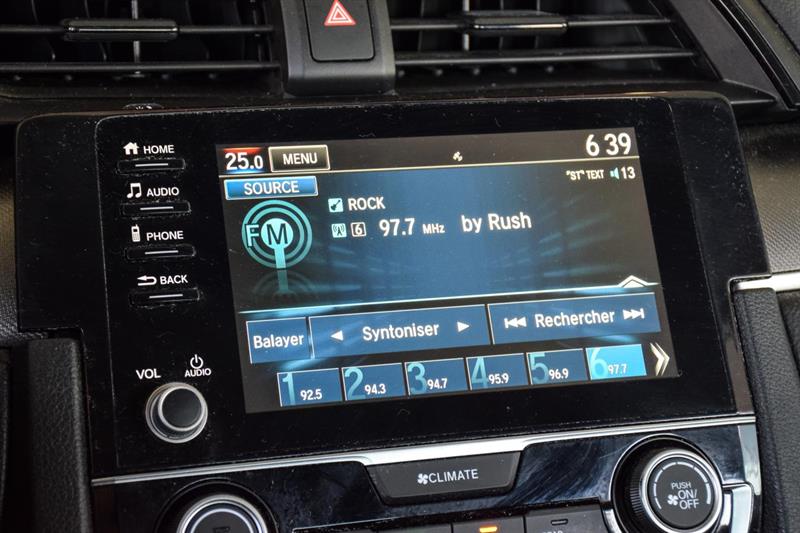 HOME
AUDIO
PHONE
BACK
VOL
AUDIO
25.0 MENU 6 39
SOURCE "ST" TEXT 13
FM
ROCK
6 97.7 MHz by Rush
Balayer Syntoniser Rechercher
1 92.5 2 94.3 3 94.7 4 95.9 5 96.9 6 97.7
CLIMATE
PUSH
ON/
OFF